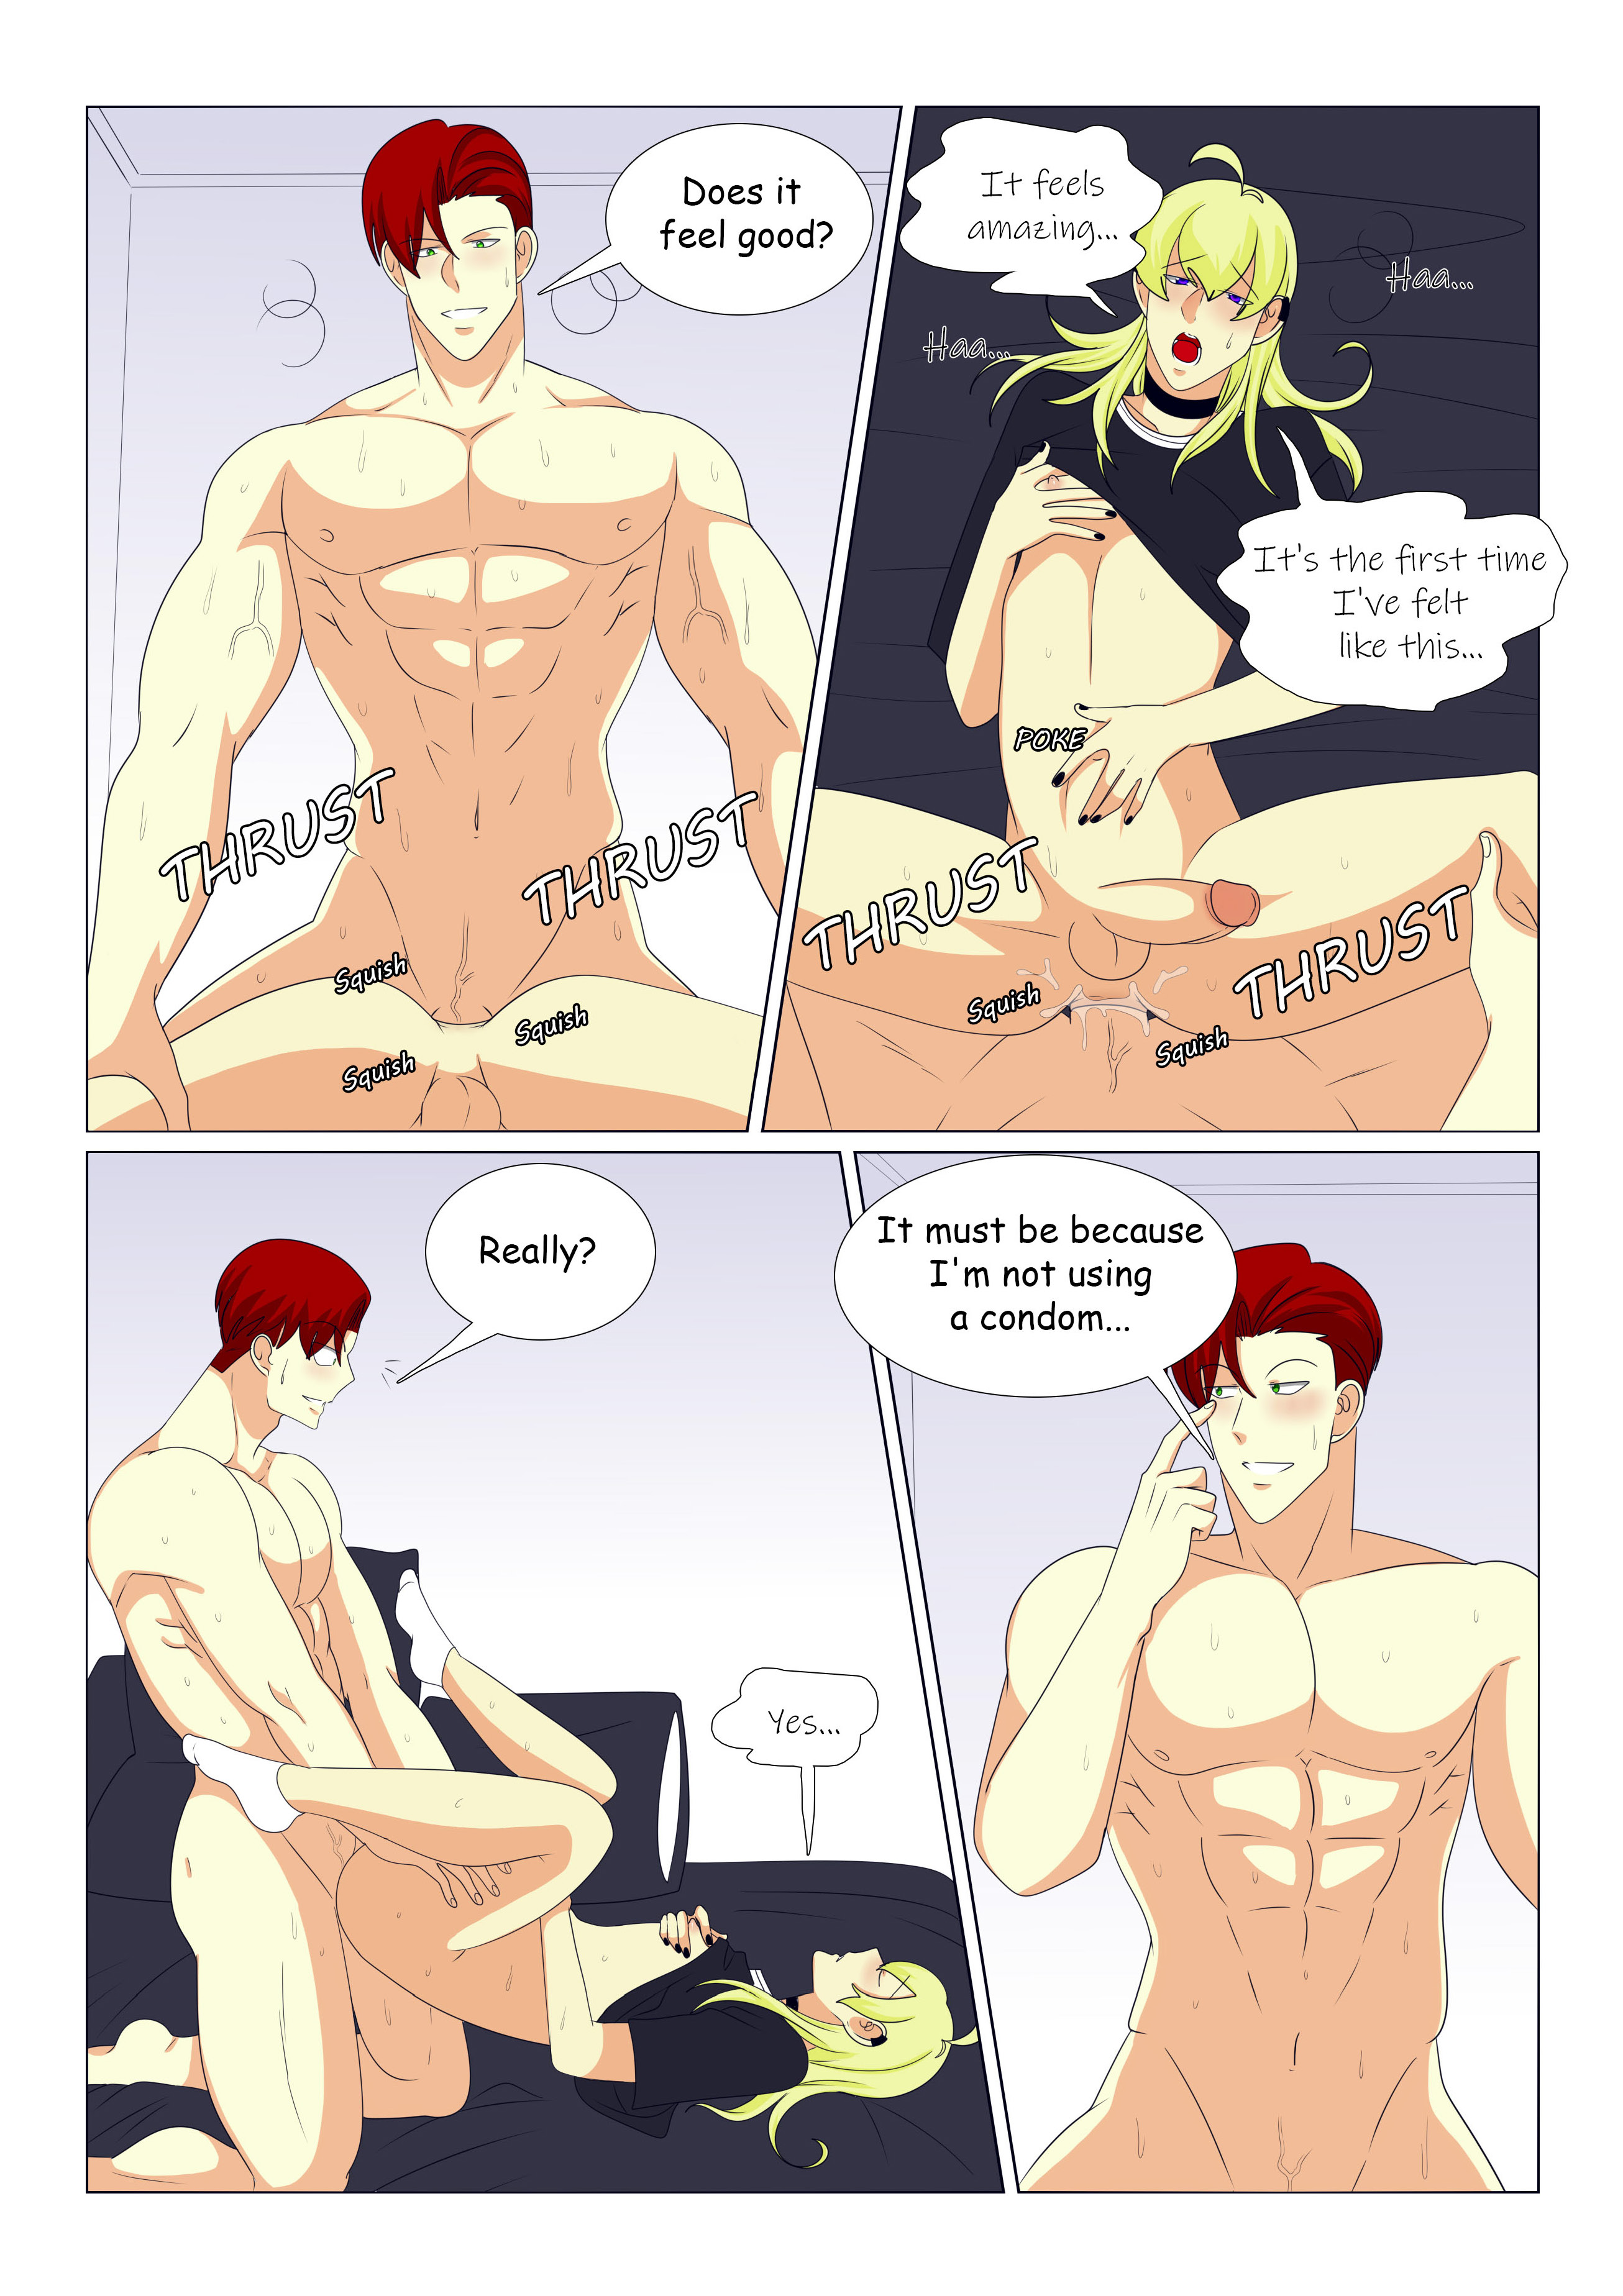 Does it
feel good?
THRUST
THRUST
Squish
Squish
Squish
It feels
amazing...
Haa...
Haa...
It's the first time
I've felt
like this...
POKE
THRUST
THRUST
Squish
Squish
Really?
Yes...
It must be because
I'm not using
a condom...